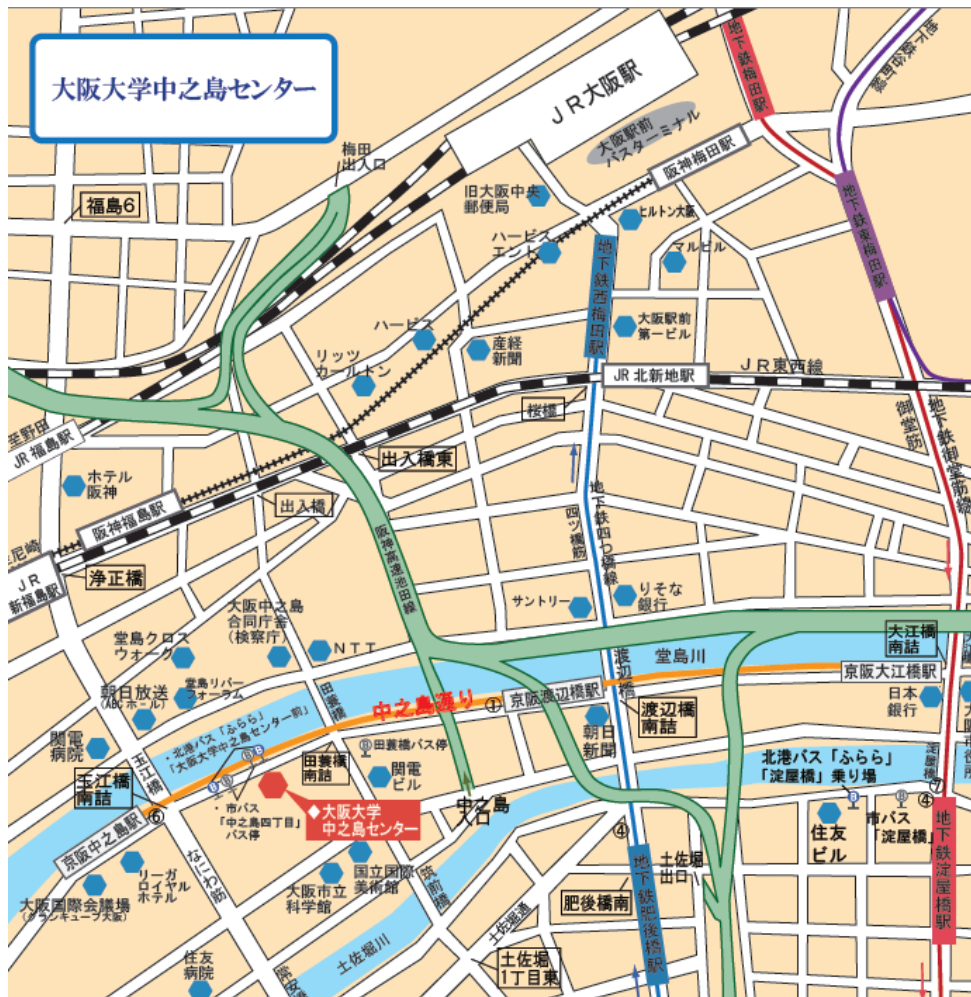 大阪大学中之島センター
JR大阪駅
地下鉄梅田駅
地下鉄谷町線
大阪駅前
バスターミナル
阪神梅田駅
梅田
出入口
福島6
旧大阪中央
郵便局
ヒルトン大阪
ハービス
エント
マルビル
地下鉄東梅田駅
地下鉄西梅田駅
ハービス
大阪駅前
第一ビル
産経
新聞
リッツ
カールトン
JR東西線
JR北新地駅
桜橋
至野田
JR福島駅
出入橋東
御堂筋
地下鉄御堂筋線
ホテル
阪神
阪神福島駅
出入橋
阪神高速池田線
四ツ橋筋
地下鉄四つ橋線
尼崎
JR
新福島駅
浄正橋
サントリー
りそな
銀行
大阪中之島
合同庁舎
(検察庁)
NTT
堂島クロス
ウォーク
堂島リバー
フォーラム
朝日放送
(ABCホール)
田蓑橋
中之島通り
①
京阪渡辺橋駅
渡辺橋
堂島川
大江橋
南詰
京阪大江橋駅
渡辺橋
南詰
日本
銀行
大阪市役所
朝日
新聞
関電
病院
北港バス「ふらら」
「大阪大学中之島センター前」
玉江橋
玉江橋
南詰
田蓑橋
南詰
田蓑橋バス停
関電
ビル
中之島
入口
北港バス「ふらら」
「淀屋橋」乗り場
淀屋橋
⑦
④
市バス
「淀屋橋」
住友
ビル
⑥
・市バス
「中之島四丁目」
バス停
◆大阪大学
中之島センター
京阪中之島駅
④
土佐堀
出口
地下鉄淀屋橋駅
リーガ
ロイヤル
ホテル
なにわ筋
大阪市立
科学館
国立国際
美術館
筑前橋
大阪国際会議場
(グランキューブ大阪)
肥後橋南
地下鉄肥後橋駅
土佐堀通
土佐堀川
土佐堀
1丁目東
住友
病院
常安橋